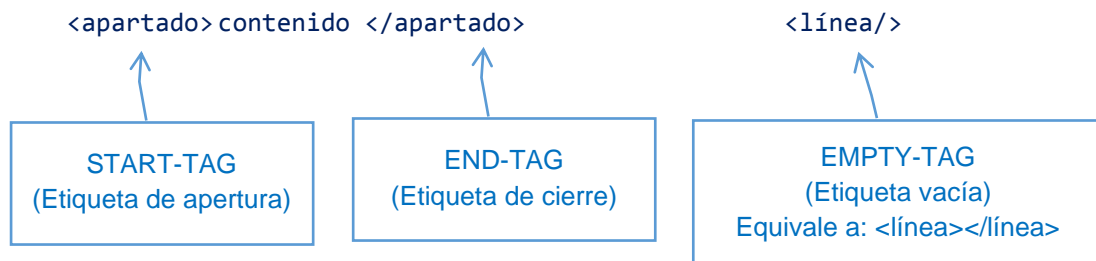 <apartado>contenido </apartado>
<línea/>
START-TAG
(Etiqueta de apertura)
END-TAG
(Etiqueta de cierre)
EMPTY-TAG
(Etiqueta vacía)
Equivale a: <línea></línea>